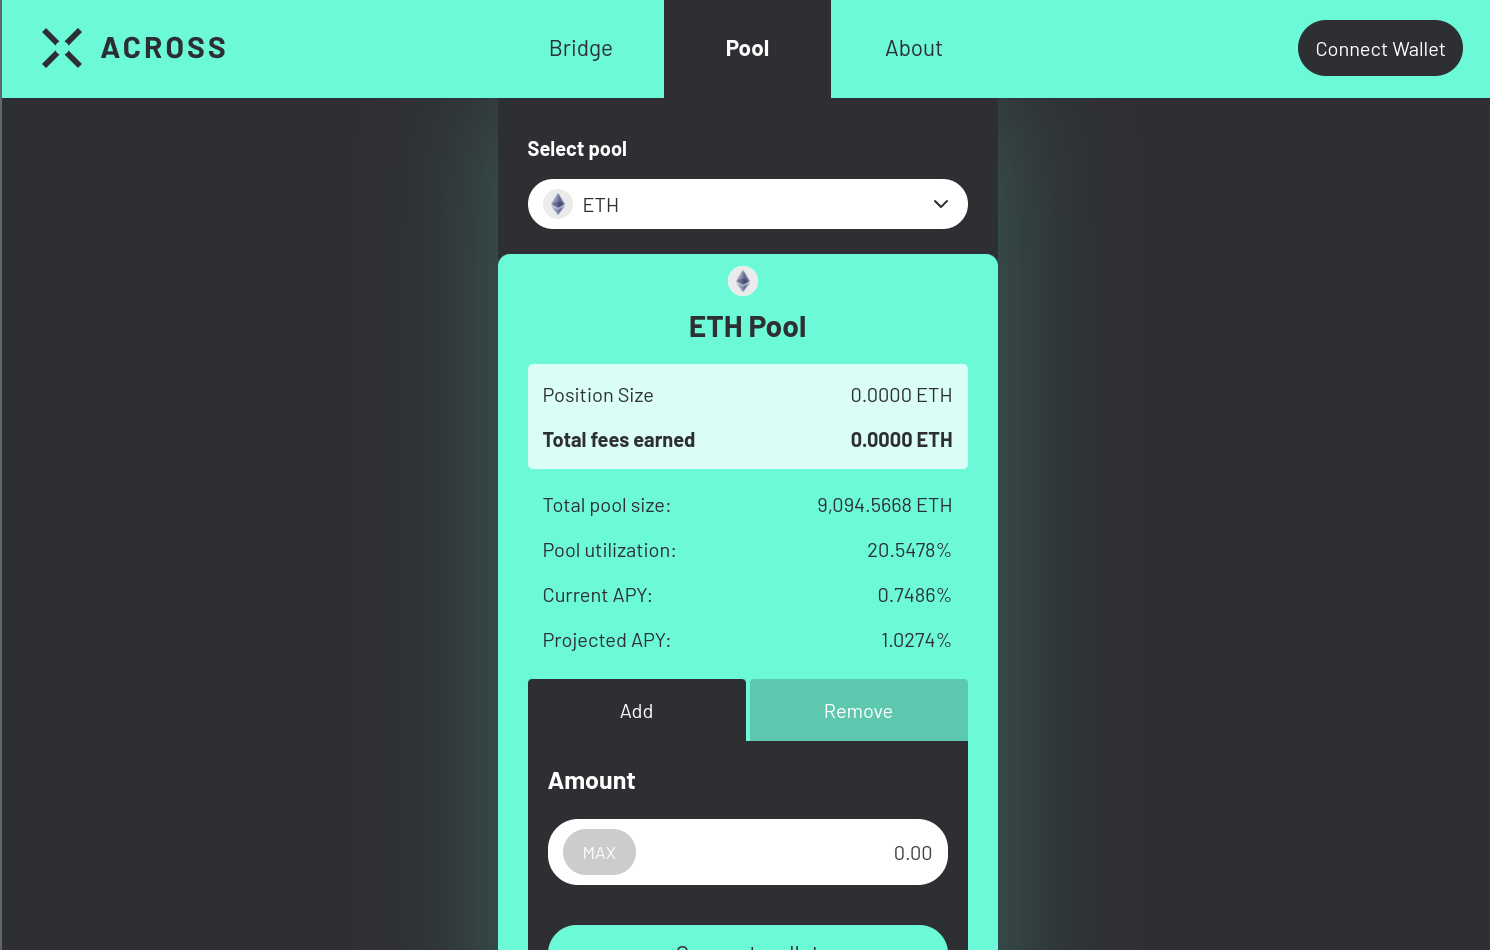 ACROSS
Bridge
Pool
About
Connect Wallet
Select pool
ETH
ETH Pool
Position Size 0.0000 ETH
Total fees earned 0.0000 ETH
Total pool size: 9,094.5668 ETH
Pool utilization: 20.5478%
Current APY: 0.7486%
Projected APY: 1.0274%
Add
Remove
Amount
MAX 0.00